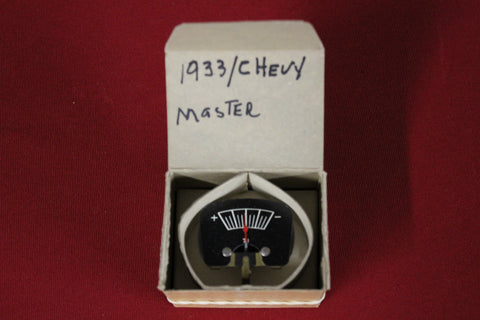 1933/CHEVY
MASTER
+ -